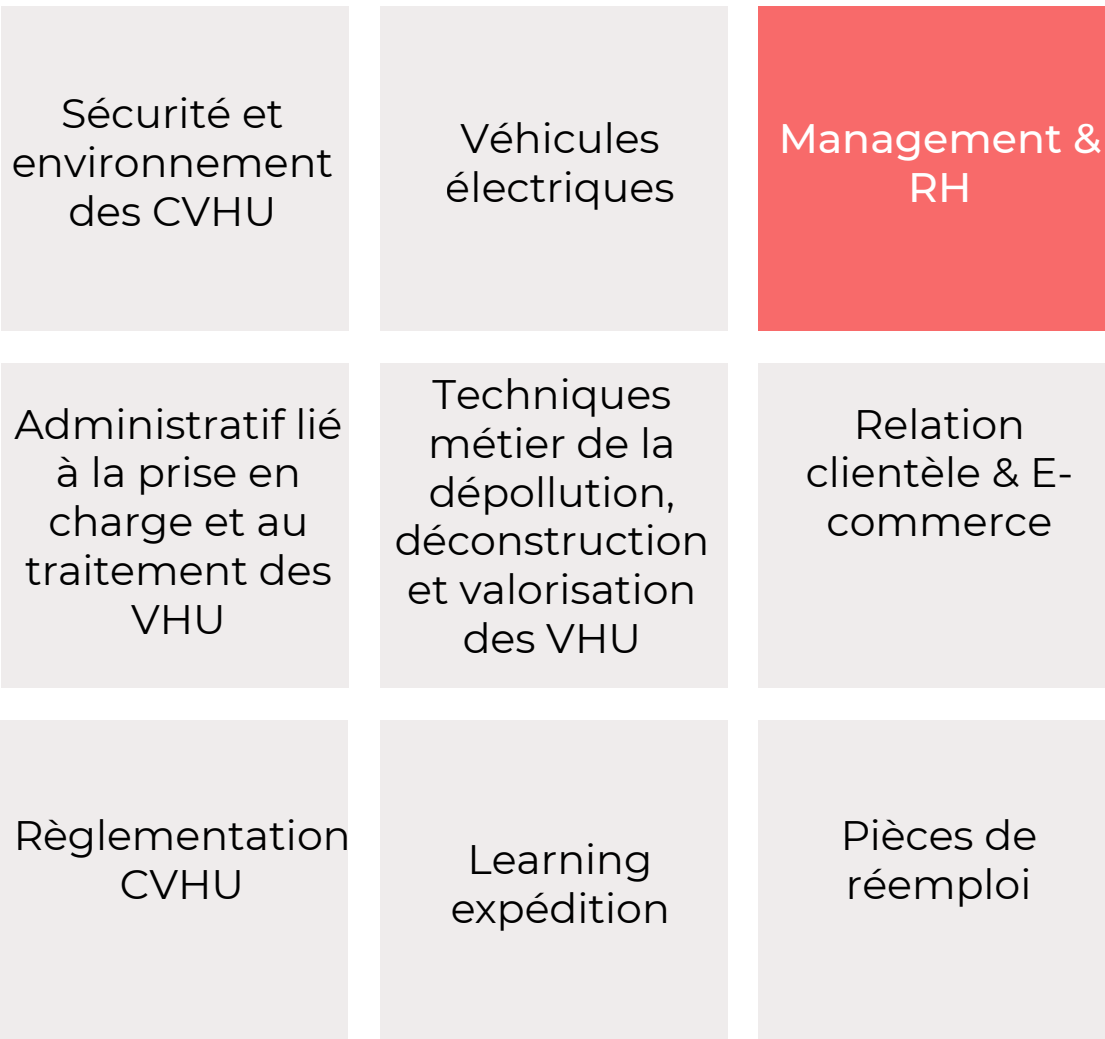 Sécurité et
environnement
des CVHU
Véhicules
électriques
Management &
RH
Administratif lié
à la prise en
charge et au
traitement des
VHU
Techniques
métier de la
dépollution,
déconstruction
et valorisation
des VHU
Relation
clientèle & E-
commerce
Règlementation
CVHU
Learning
expédition
Pièces de
réemploi